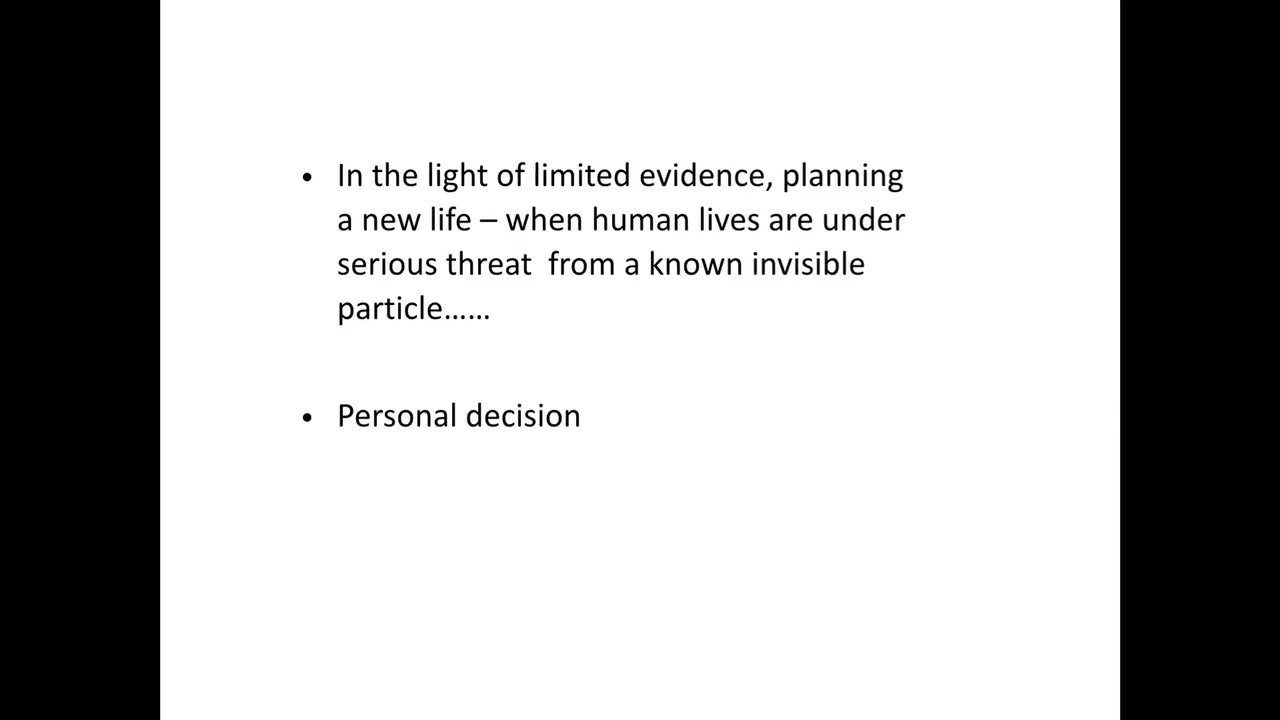 • In the light of limited evidence, planning
a new life – when human lives are under
serious threat  from a known invisible
particle……
• Personal decision